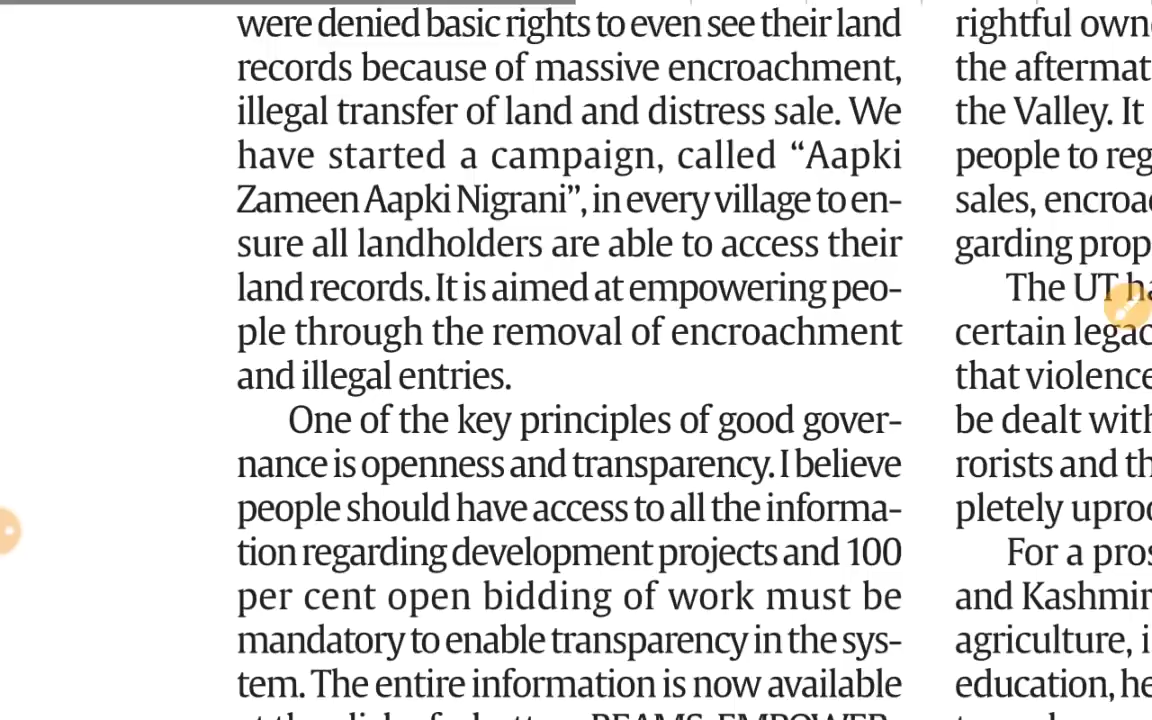 were denied basic rights to even see their land
records because of massive encroachment,
illegal transfer of land and distress sale. We
have started a campaign, called “Aapki
Zameen Aapki Nigrani”, in every village to en-
sure all landholders are able to access their
land records. It is aimed at empowering peo-
ple through the removal of encroachment
and illegal entries.
One of the key principles of good gover-
nance is openness and transparency. I believe
people should have access to all the informa-
tion regarding development projects and 100
per cent open bidding of work must be
mandatory to enable transparency in the sys-
tem. The entire information is now available
rightful own
the aftermat
the Valley. It
people to reg
sales, encroac
garding prop
The UT ha
certain legac
that violence
be dealt with
rorists and th
pletely uproo
For a pros
and Kashmir
agriculture, i
education, he